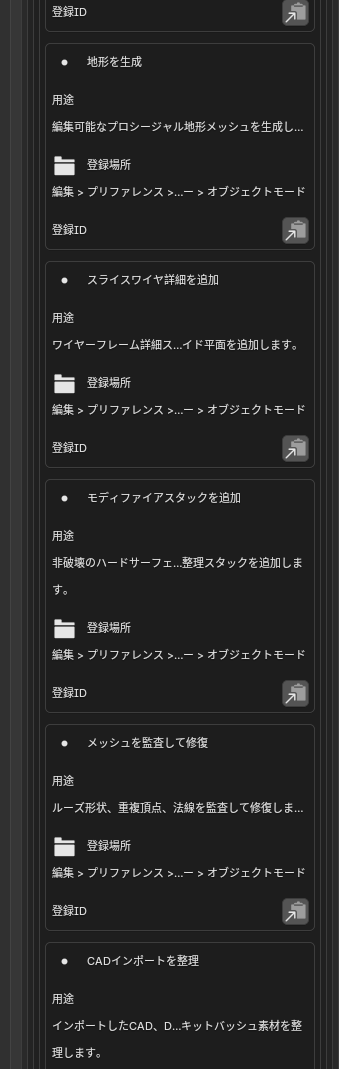 登録ID
地形を生成
用途
編集可能なプロシージャル地形メッシュを生成し...
登録場所
編集 > プリファレンス >...ー > オブジェクトモード
登録ID
スライスワイヤ詳細を追加
用途
ワイヤーフレーム詳細ス...イド平面を追加します。
登録場所
編集 > プリファレンス >...ー > オブジェクトモード
登録ID
モディファイアスタックを追加
用途
非破壊のハードサーフェ...整理スタックを追加しま
す。
登録場所
編集 > プリファレンス >...ー > オブジェクトモード
登録ID
メッシュを監査して修復
用途
ルーズ形状、重複頂点、法線を監査して修復しま...
登録場所
編集 > プリファレンス >...ー > オブジェクトモード
登録ID
CADインポートを整理
用途
インポートしたCAD、D...キットバッシュ素材を整
理します。